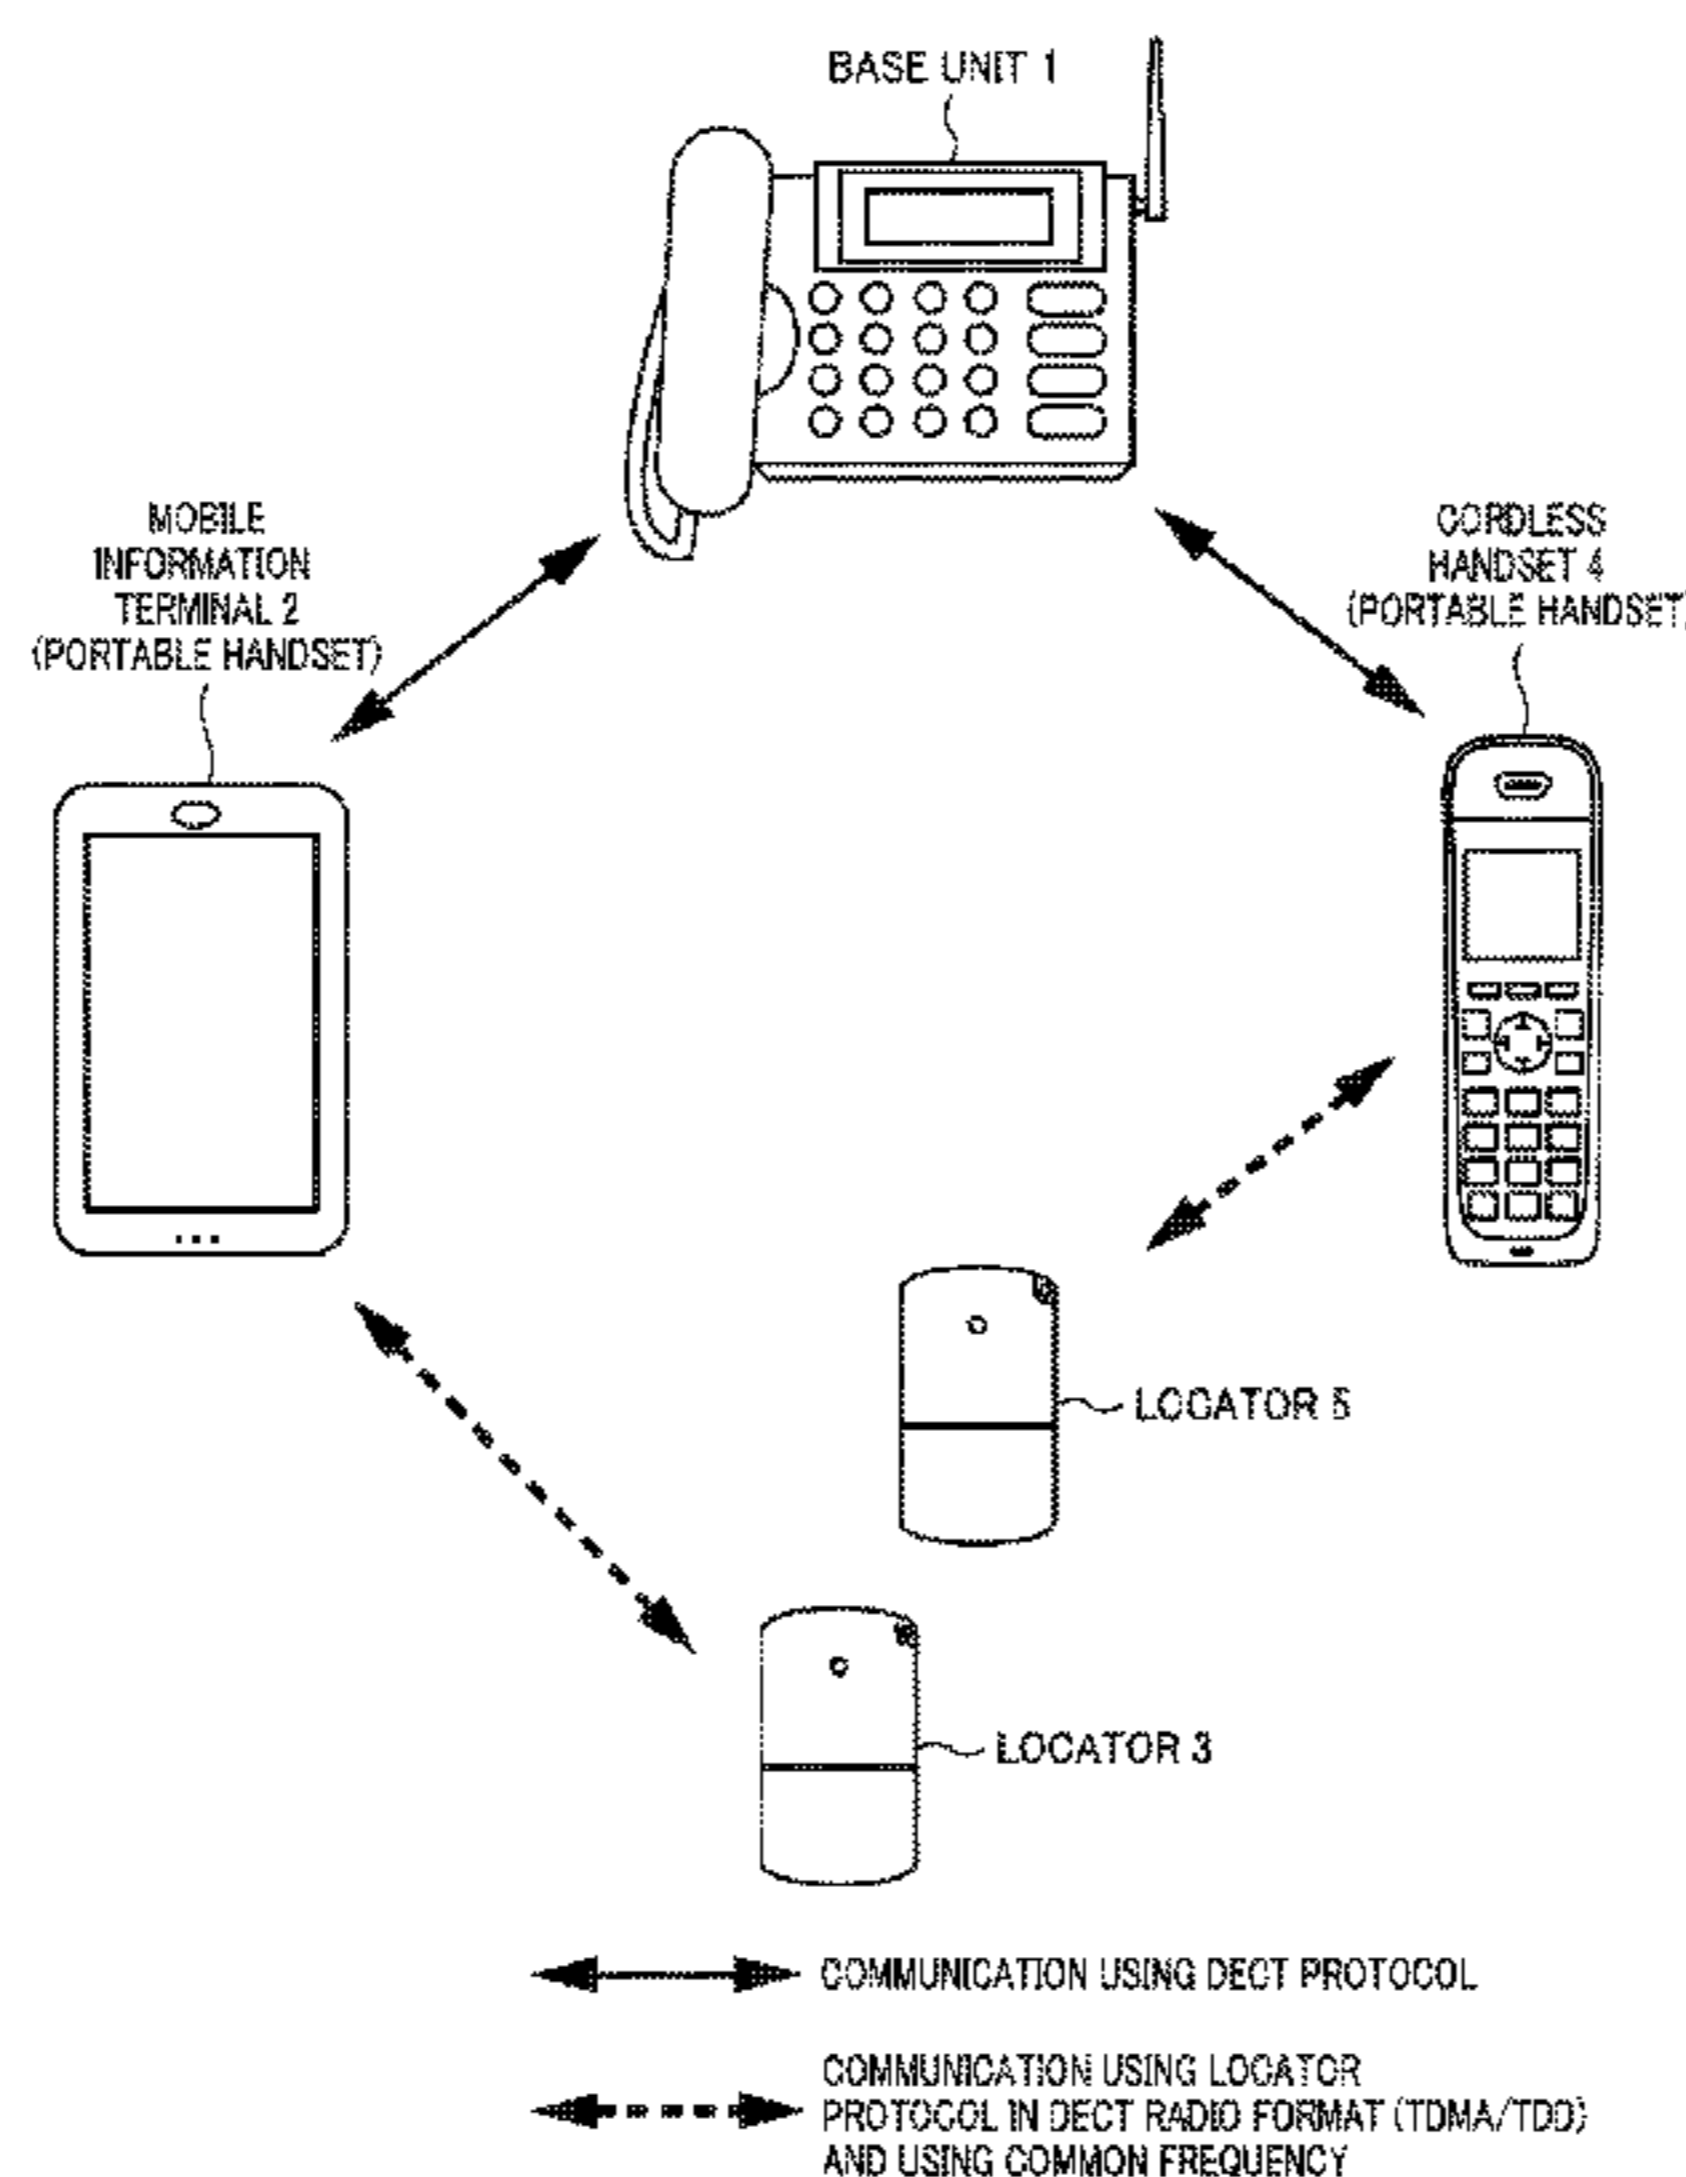 BASE UNIT 1
MOBILE
INFORMATION
TERMINAL 2
(PORTABLE HANDSET)
CORDLESS
HANDSET 4
(PORTABLE HANDSET)
LOCATOR 5
LOCATOR 3
COMMUNICATION USING DECT PROTOCOL
COMMUNICATION USING LOCATOR
PROTOCOL IN DECT RADIO FORMAT (TDMA/TDD)
AND USING COMMON FREQUENCY